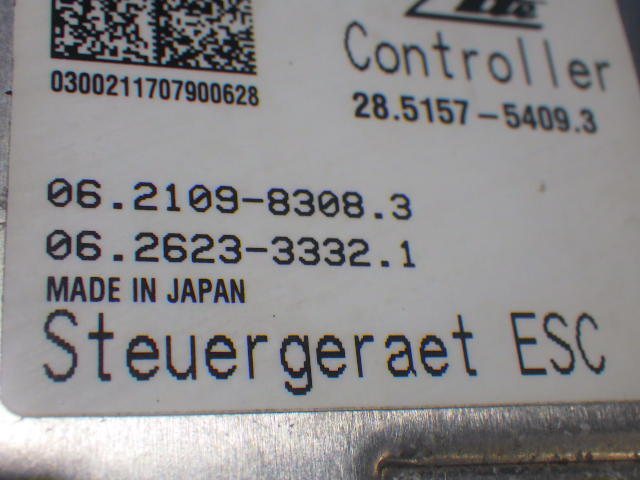 Controller
0300211707900628
28.5157-5409.3
06.2109-8308.3
06.2623-3332.1
MADE IN JAPAN
Steuergeraet ESC